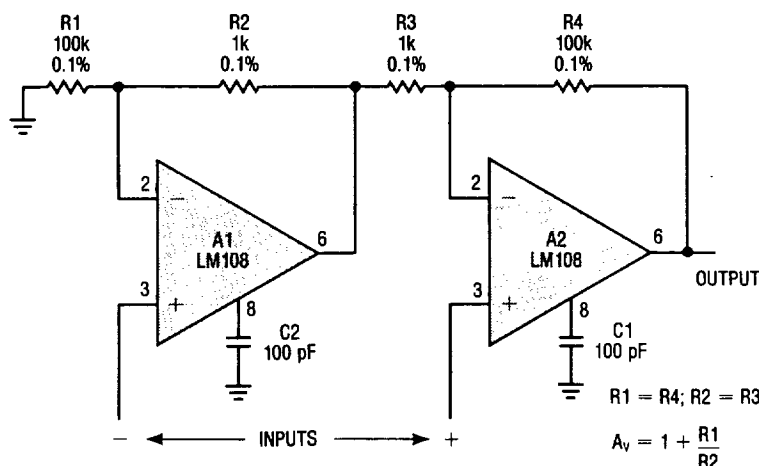 R1
100k
0.1%
R2
1k
0.1%
R3
1k
0.1%
R4
100k
0.1%
2
−
A1
LM108
6
3
+
8
C2
100 pF
2
−
A2
LM108
6
OUTPUT
3
+
8
C1
100 pF
R1 = R4; R2 = R3
− INPUTS +
Av = 1 + R1/R2